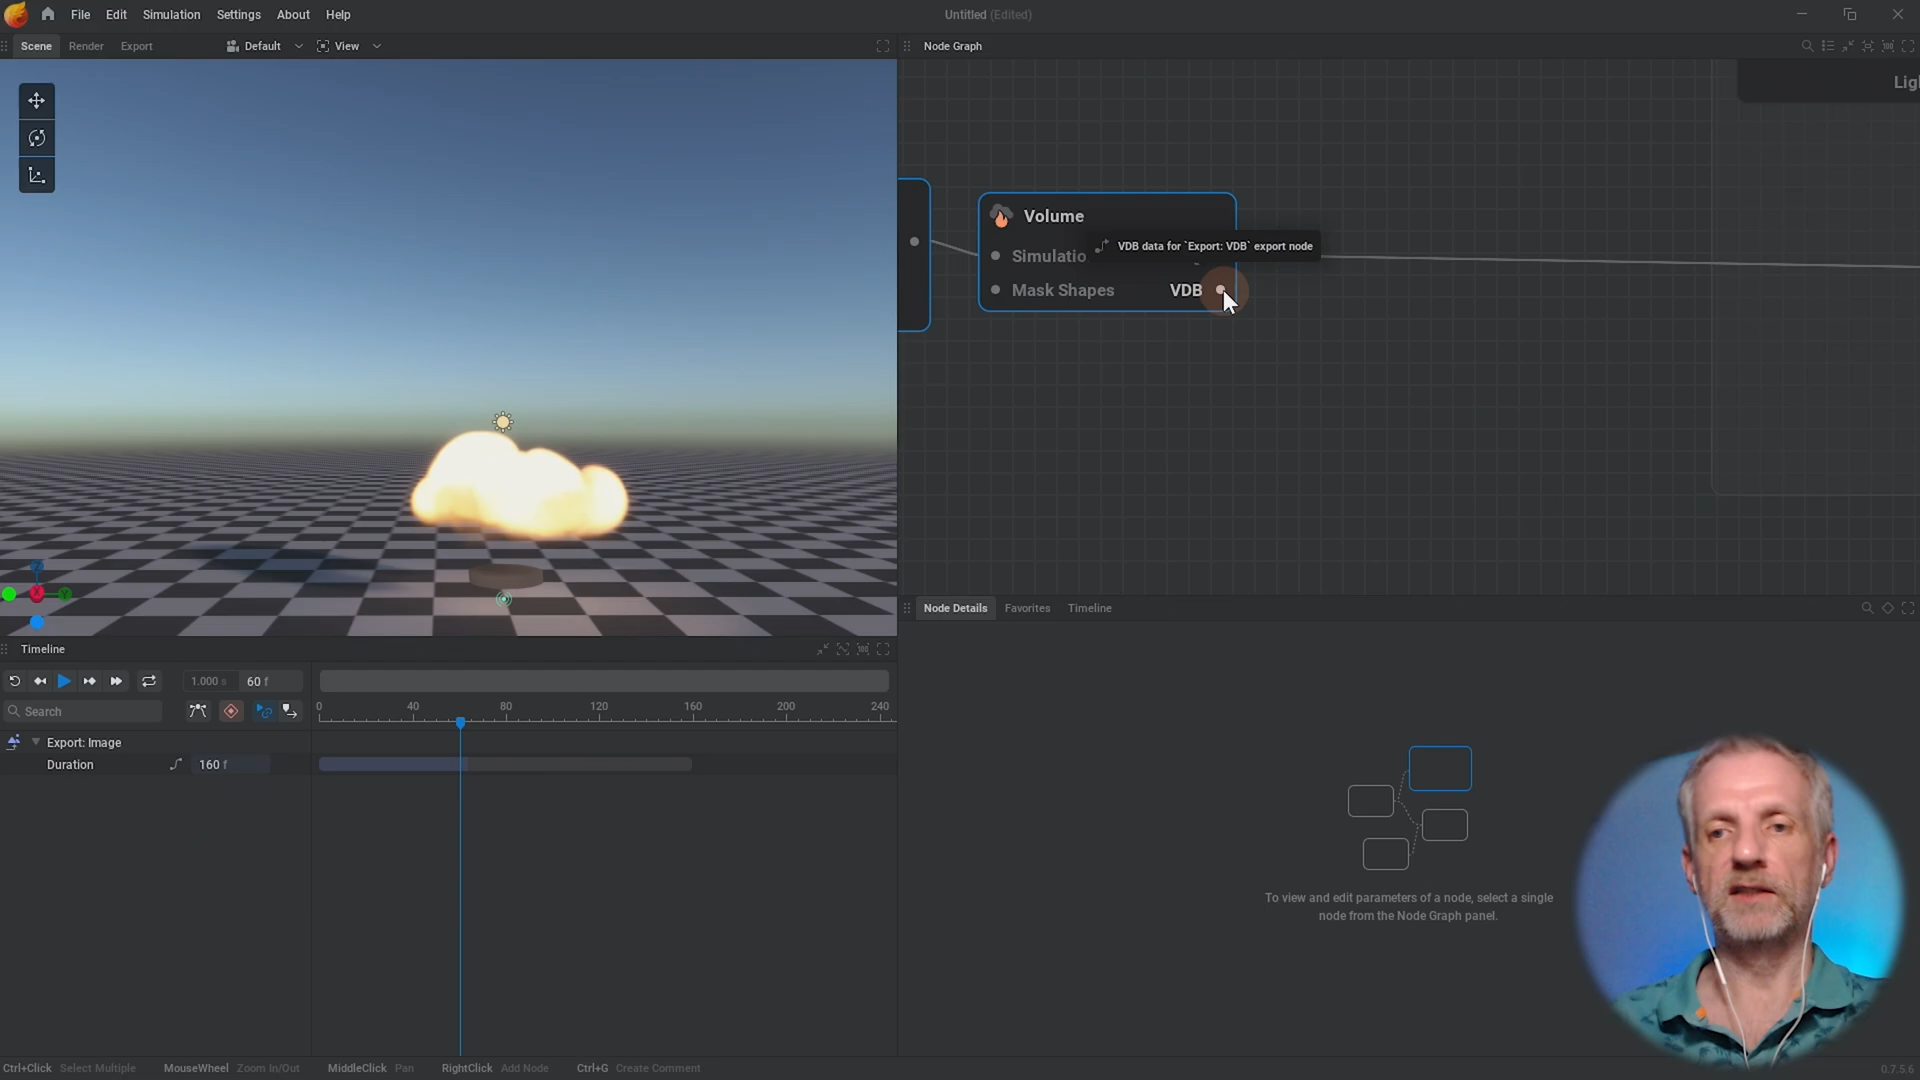 File Edit Simulation Settings About Help
Untitled (Edited)
Scene Render Export
Default View
Node Graph
Lig
Volume
VDB data for `Export: VDB` export node
Simulatio
Mask Shapes VDB
Z
X
Y
Node Details Favorites Timeline
Timeline
1.000 s 60 f
Search
0 40 80 120 160 200 240
Export: Image
Duration 160 f
To view and edit parameters of a node, select a single
node from the Node Graph panel.
Ctrl+Click Select Multiple MouseWheel Zoom In/Out MiddleClick Pan RightClick Add Node Ctrl+G Create Comment
0.7.5.6